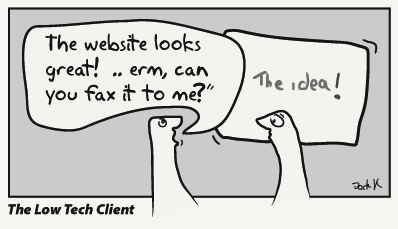 The website looks
great! .. erm, can
you fax it to me?"
The idea!
Jack K
The Low Tech Client